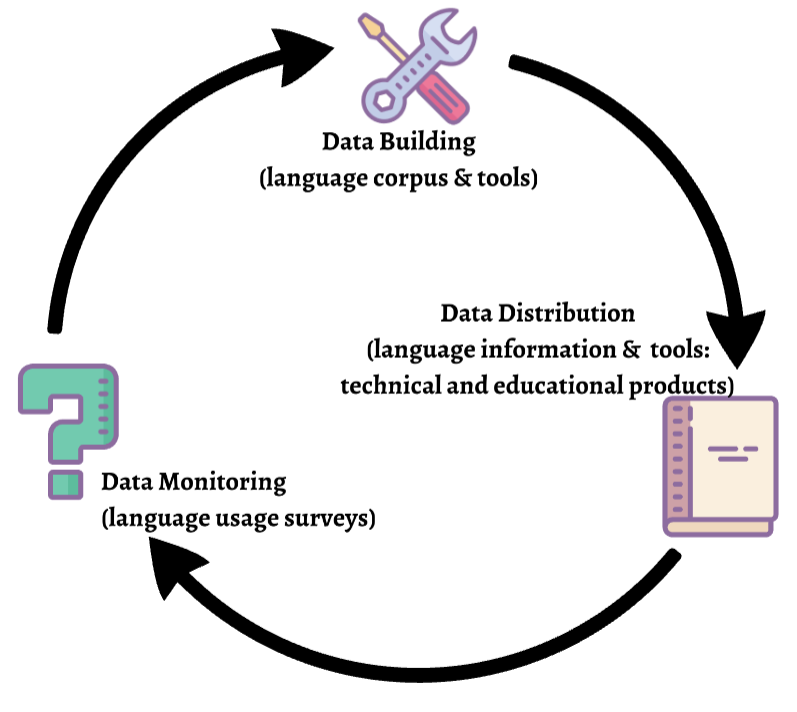 Data Building
(language corpus & tools)
Data Distribution
(language information & tools:
technical and educational products)
Data Monitoring
(language usage surveys)